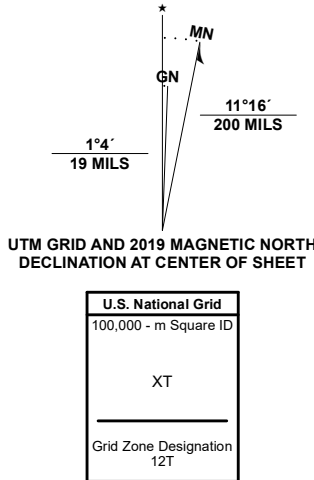 ★
MN
GN
1°4´
19 MILS
11°16´
200 MILS
UTM GRID AND 2019 MAGNETIC NORTH
DECLINATION AT CENTER OF SHEET
U.S. National Grid
100,000 - m Square ID
XT
Grid Zone Designation
12T